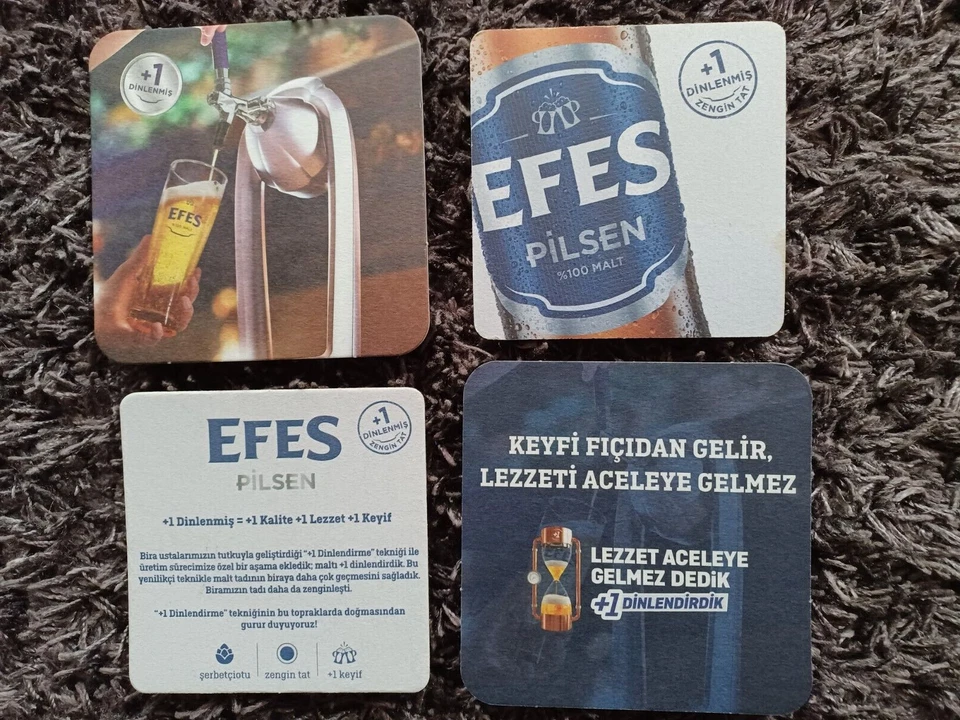 +1
DİNLENMİŞ
EFES
%100 MALT
+1
DİNLENMİŞ
ZENGİN TAT
EFES
PİLSEN
%100 MALT
EFES
PİLSEN
+1
DİNLENMİŞ
ZENGİN TAT
+1 Dinlenmiş = +1 Kalite +1 Lezzet +1 Keyif
Bira ustalarımızın tutkuyla geliştirdiği "+1 Dinlendirme" tekniği ile
üretim sürecimize özel bir aşama ekledik; maltı +1 dinlendirdik. Bu
yenilikçi teknikle malt tadının biraya daha çok geçmesini sağladık.
Biramızın tadı daha da zenginleşti.
"+1 Dinlendirme" tekniğinin bu topraklarda doğmasından
gurur duyuyoruz!
şerbetçiotu zengin tat +1 keyif
KEYFİ FIÇIDAN GELİR,
LEZZETİ ACELEYE GELMEZ
LEZZET ACELEYE
GELMEZ DEDİK
+1 DİNLENDİRDİK